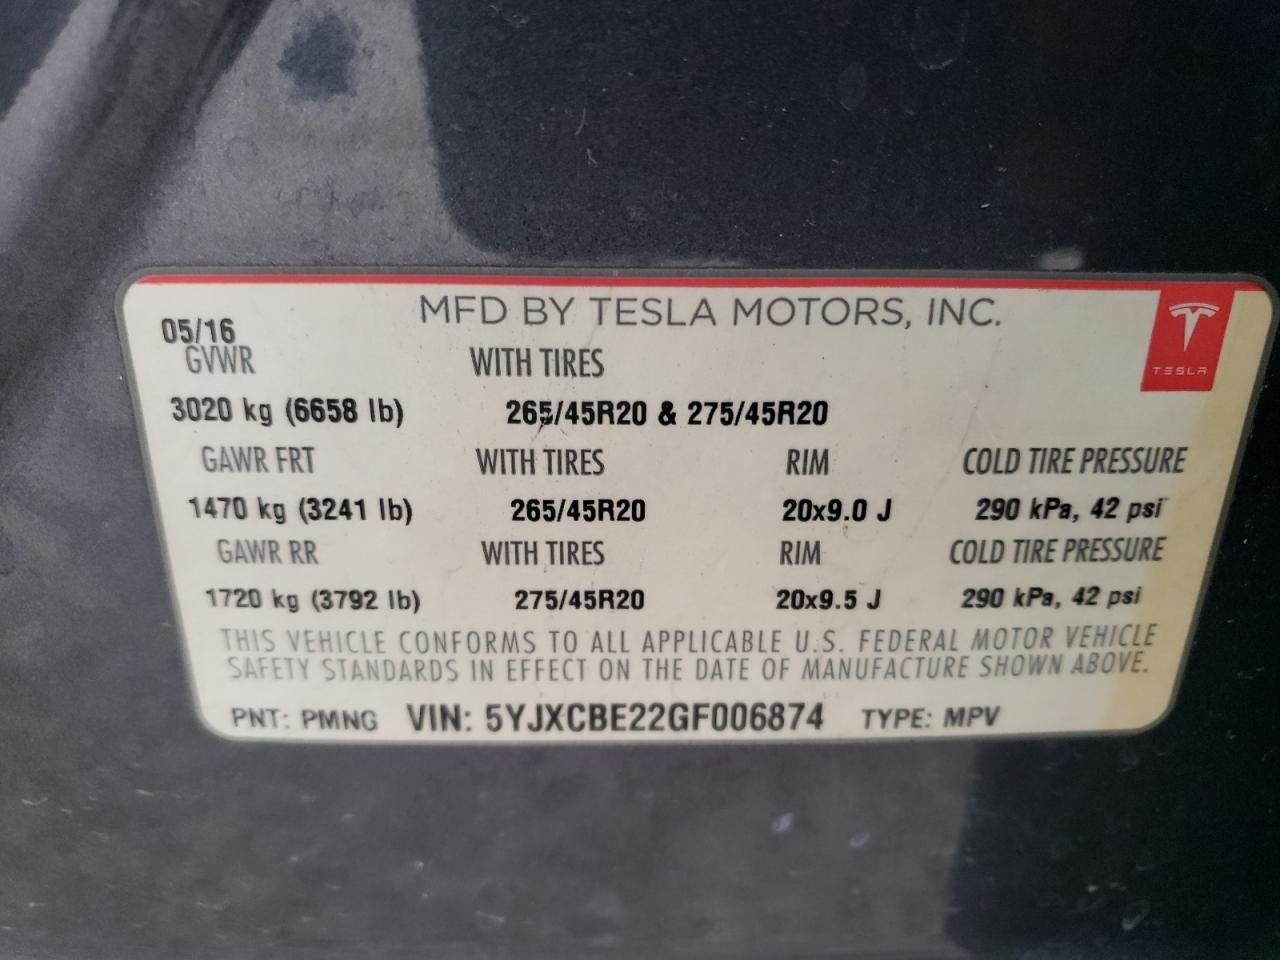 MFD BY TESLA MOTORS, INC.
05/16
TESLA
GVWR WITH TIRES
3020 kg (6658 lb) 265/45R20 & 275/45R20
GAWR FRT WITH TIRES RIM COLD TIRE PRESSURE
1470 kg (3241 lb) 265/45R20 20x9.0 J 290 kPa, 42 psi
GAWR RR WITH TIRES RIM COLD TIRE PRESSURE
1720 kg (3792 lb) 275/45R20 20x9.5 J 290 kPa, 42 psi
THIS VEHICLE CONFORMS TO ALL APPLICABLE U.S. FEDERAL MOTOR VEHICLE
SAFETY STANDARDS IN EFFECT ON THE DATE OF MANUFACTURE SHOWN ABOVE.
PNT: PMNG VIN: 5YJXCBE22GF006874 TYPE: MPV